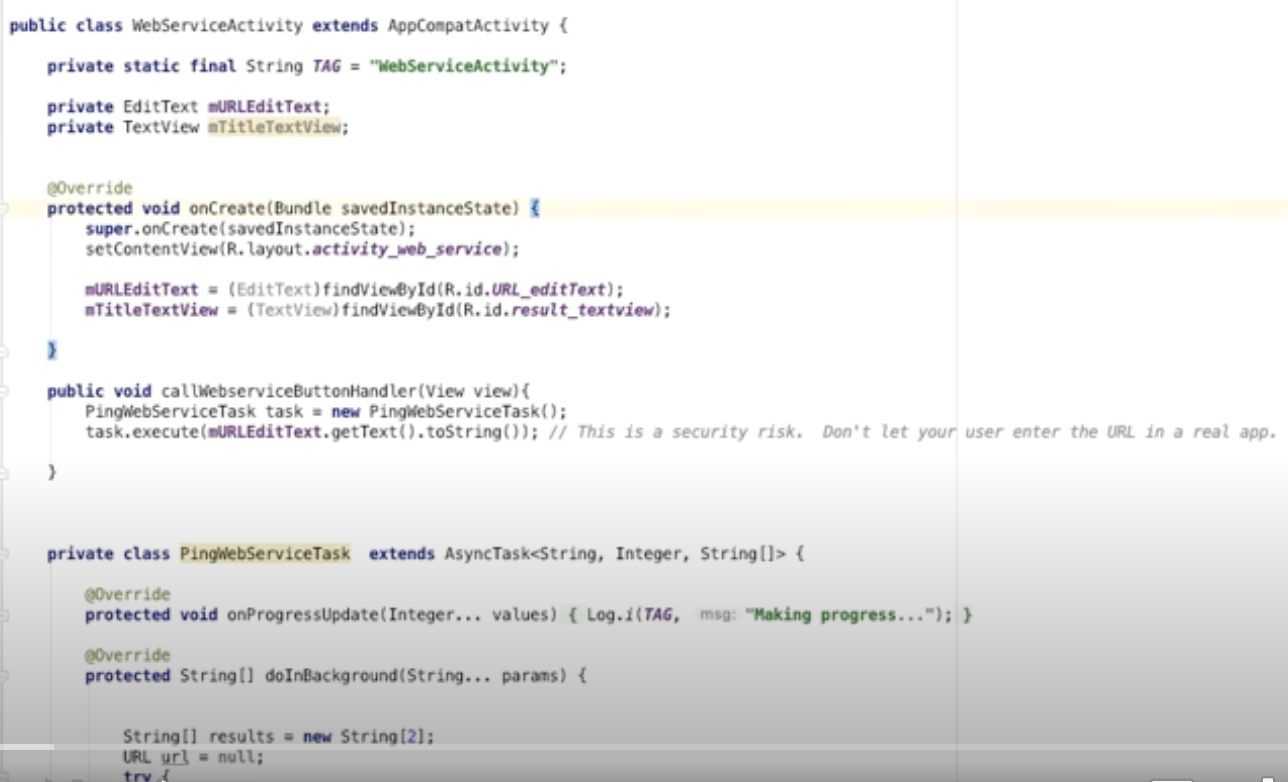 public class WebServiceActivity extends AppCompatActivity {
private static final String TAG = "WebServiceActivity";
private EditText mURLEditText;
private TextView mTitleTextView;
@Override
protected void onCreate(Bundle savedInstanceState) {
super.onCreate(savedInstanceState);
setContentView(R.layout.activity_web_service);
mURLEditText = (EditText)findViewById(R.id.URL_editText);
mTitleTextView = (TextView)findViewById(R.id.result_textview);
}
public void callWebserviceButtonHandler(View view){
PingWebServiceTask task = new PingWebServiceTask();
task.execute(mURLEditText.getText().toString()); // This is a security risk.  Don't let your user enter the URL in a real app.
}
private class PingWebServiceTask  extends AsyncTask<String, Integer, String[]> {
@Override
protected void onProgressUpdate(Integer... values) { Log.i(TAG,  msg: "Making progress..."); }
@Override
protected String[] doInBackground(String... params) {
String[] results = new String[2];
URL url = null;
try {